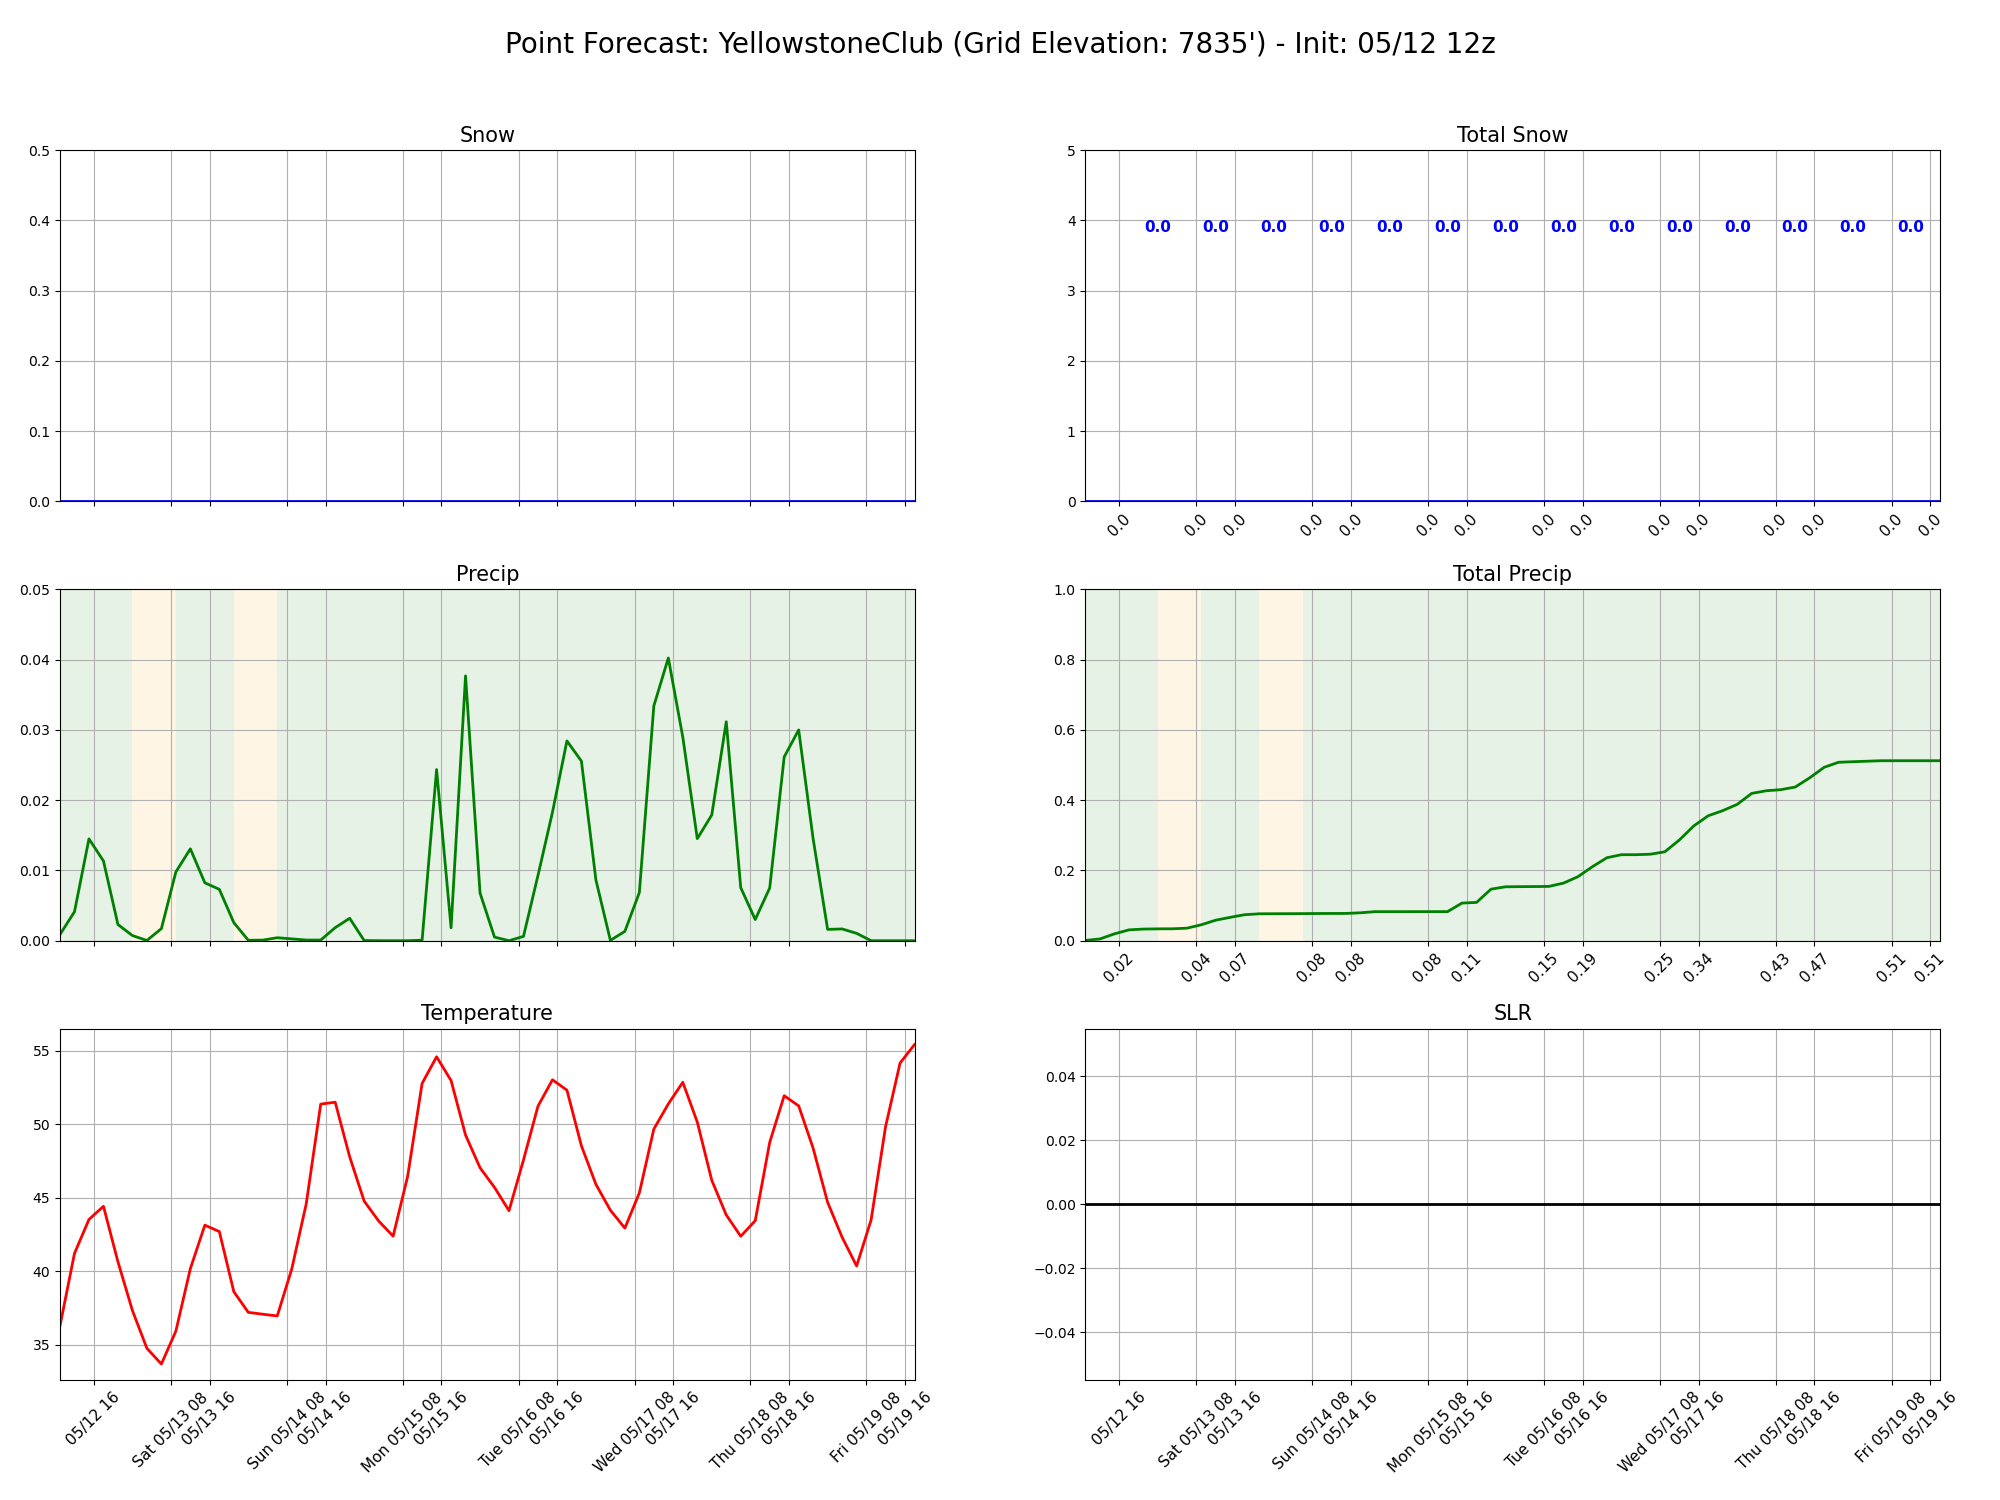 Point Forecast: YellowstoneClub (Grid Elevation: 7835') - Init: 05/12 12z
Snow
0.5
0.4
0.3
0.2
0.1
0.0
Total Snow
5
4
3
2
1
0
0.0 0.0 0.0 0.0 0.0 0.0 0.0 0.0 0.0 0.0 0.0 0.0 0.0 0.0
0.0 0.0 0.0 0.0 0.0 0.0 0.0 0.0 0.0 0.0 0.0 0.0 0.0 0.0 0.0
Precip
0.05
0.04
0.03
0.02
0.01
0.00
Total Precip
1.0
0.8
0.6
0.4
0.2
0.0
0.02 0.04 0.07 0.08 0.08 0.08 0.11 0.15 0.19 0.25 0.34 0.43 0.47 0.51 0.51
Temperature
55
50
45
40
35
05/12 16
Sat 05/13 08
05/13 16
Sun 05/14 08
05/14 16
Mon 05/15 08
05/15 16
Tue 05/16 08
05/16 16
Wed 05/17 08
05/17 16
Thu 05/18 08
05/18 16
Fri 05/19 08
05/19 16
SLR
0.04
0.02
0.00
−0.02
−0.04
05/12 16
Sat 05/13 08
05/13 16
Sun 05/14 08
05/14 16
Mon 05/15 08
05/15 16
Tue 05/16 08
05/16 16
Wed 05/17 08
05/17 16
Thu 05/18 08
05/18 16
Fri 05/19 08
05/19 16